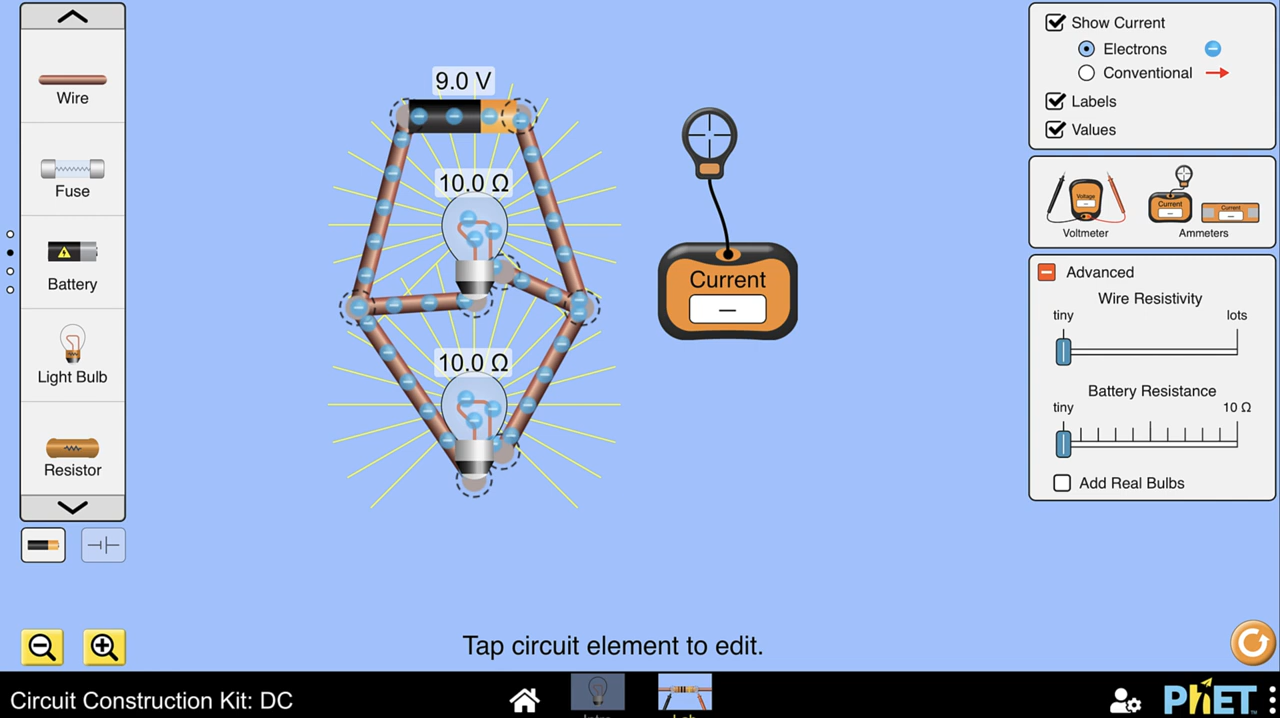 Wire
Fuse
Battery
Light Bulb
Resistor
9.0 V
10.0 Ω
10.0 Ω
Current
—
Show Current
Electrons
Conventional
Labels
Values
Voltage
Current
Current
Voltmeter
Ammeters
Advanced
Wire Resistivity
tiny
lots
Battery Resistance
tiny
10 Ω
Add Real Bulbs
Tap circuit element to edit.
Circuit Construction Kit: DC
PhET